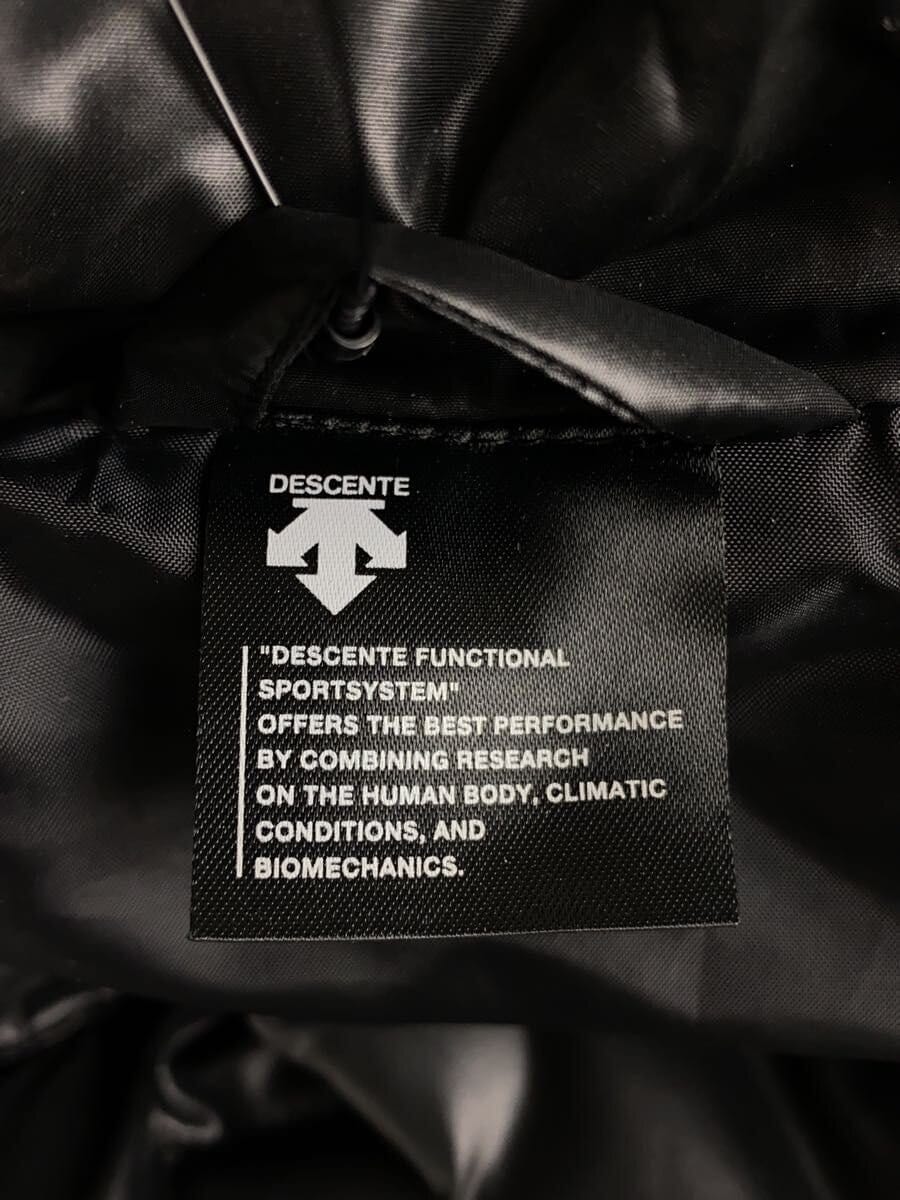 DESCENTE
"DESCENTE FUNCTIONAL
SPORTSYSTEM"
OFFERS THE BEST PERFORMANCE
BY COMBINING RESEARCH
ON THE HUMAN BODY, CLIMATIC
CONDITIONS, AND
BIOMECHANICS.